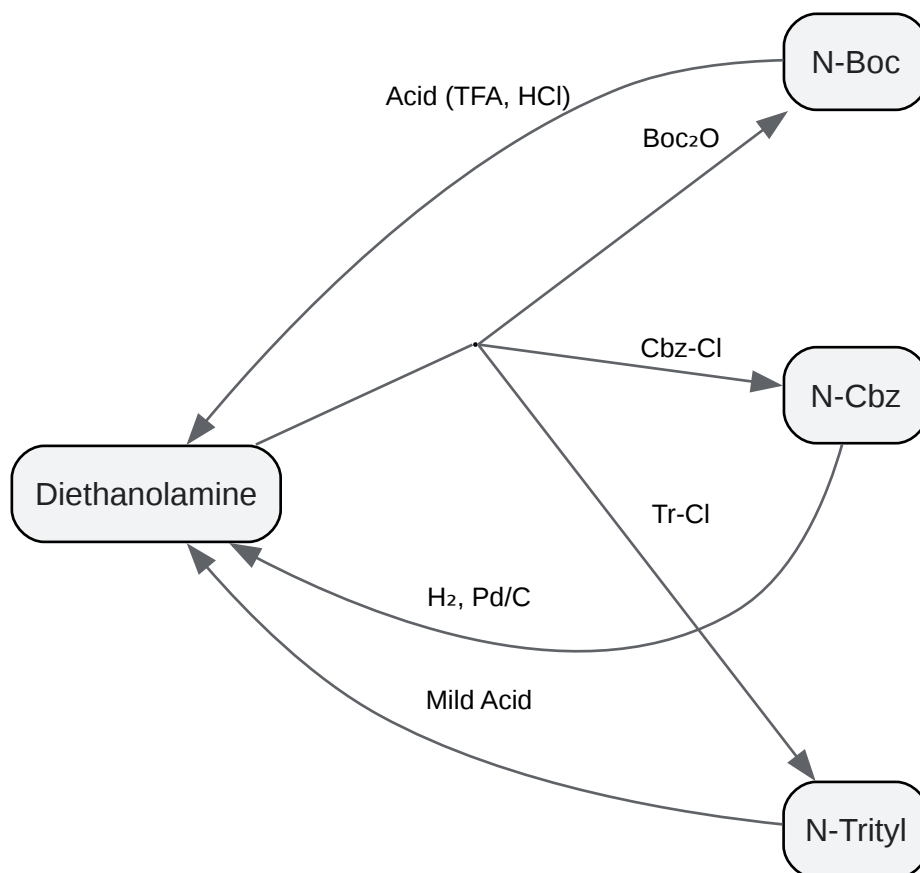 N-Boc
Acid (TFA, HCl)
Boc₂O
Cbz-Cl
N-Cbz
Diethanolamine
Tr-Cl
H₂, Pd/C
Mild Acid
N-Trityl